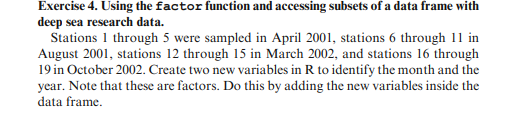 Exercise 4. Using the factor function and accessing subsets of a data frame with
deep sea research data.
Stations 1 through 5 were sampled in April 2001, stations 6 through 11 in
August 2001, stations 12 through 15 in March 2002, and stations 16 through
19 in October 2002. Create two new variables in R to identify the month and the
year. Note that these are factors. Do this by adding the new variables inside the
data frame.